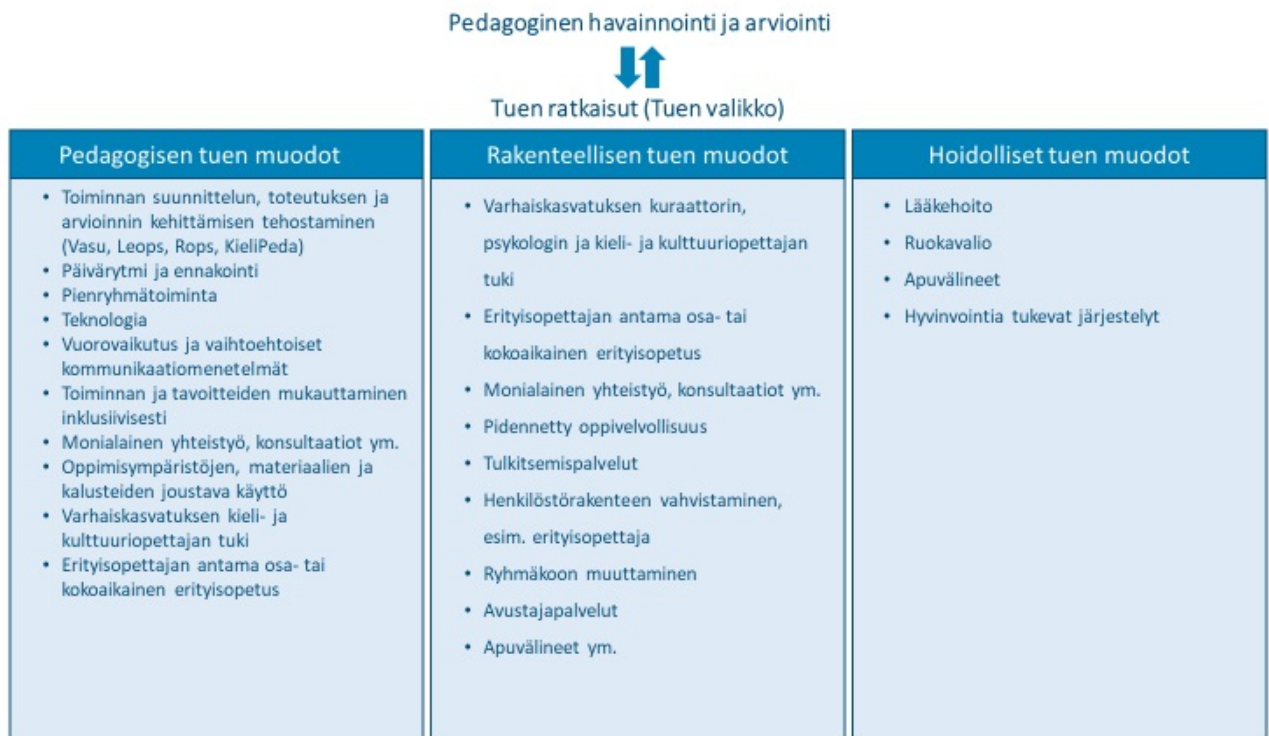 Pedagoginen havainnointi ja arviointi
Tuen ratkaisut (Tuen valikko)
Pedagogisen tuen muodot
• Toiminnan suunnittelun, toteutuksen ja
arvioinnin kehittämisen tehostaminen
(Vasu, Leops, Rops, KieliPeda)
• Päivärytmi ja ennakointi
• Pienryhmätoiminta
• Teknologia
• Vuorovaikutus ja vaihtoehtoiset
kommunikaatiomenetelmät
• Toiminnan ja tavoitteiden mukauttaminen
inklusiivisesti
• Monialainen yhteistyö, konsultaatiot ym.
• Oppimisympäristöjen, materiaalien ja
kalusteiden joustava käyttö
• Varhaiskasvatuksen kieli- ja
kulttuuriopettajan tuki
• Erityisopettajan antama osa- tai
kokoaikainen erityisopetus
Rakenteellisen tuen muodot
• Varhaiskasvatuksen kuraattorin,
psykologin ja kieli- ja kulttuuriopettajan
tuki
• Erityisopettajan antama osa- tai
kokoaikainen erityisopetus
• Monialainen yhteistyö, konsultaatiot ym.
• Pidennetty oppivelvollisuus
• Tulkitsemispalvelut
• Henkilöstörakenteen vahvistaminen,
esim. erityisopettaja
• Ryhmäkoon muuttaminen
• Avustajapalvelut
• Apuvälineet ym.
Hoidolliset tuen muodot
• Lääkehoito
• Ruokavalio
• Apuvälineet
• Hyvinvointia tukevat järjestelyt